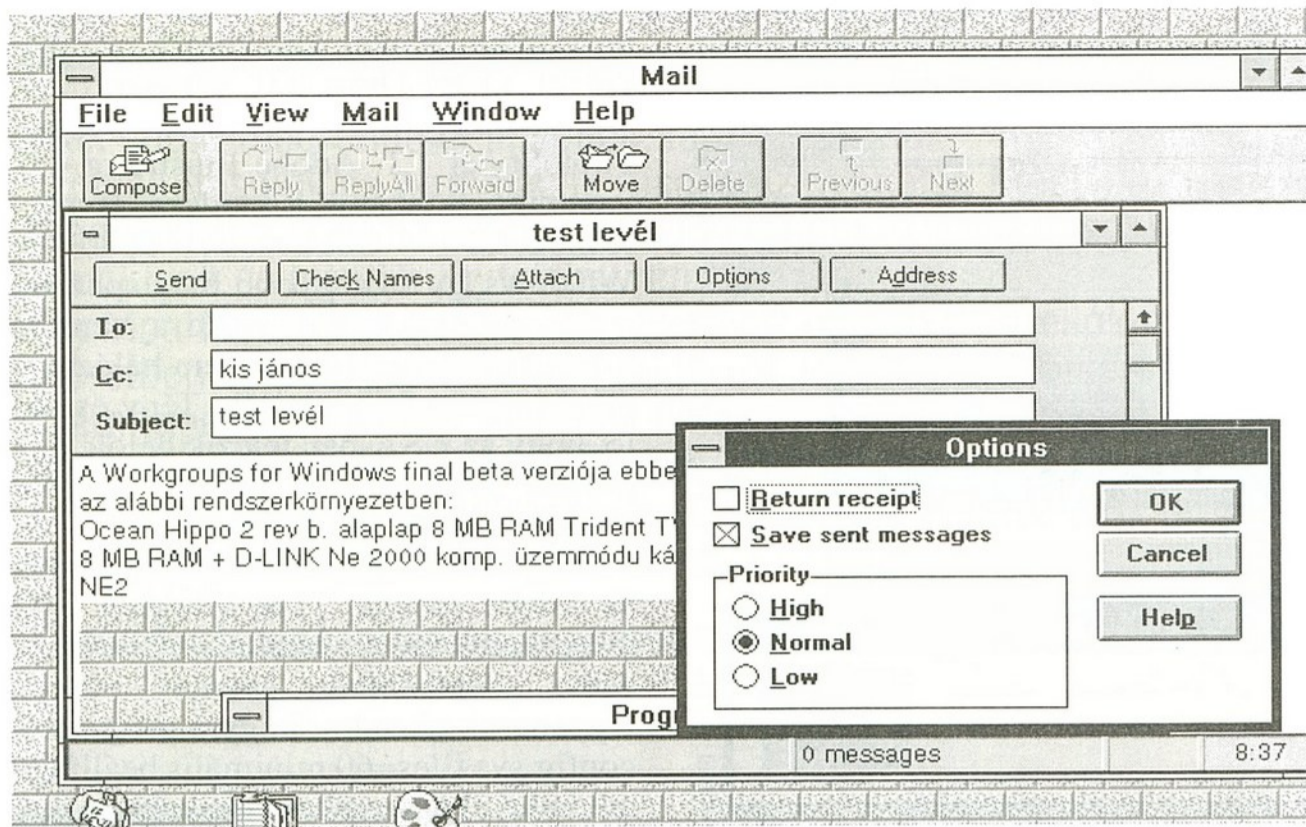 Mail
File Edit View Mail Window Help
Compose Reply ReplyAll Forward Move Delete Previous Next
test levél
Send Check Names Attach Options Address
To:
Cc: kis jános
Subject: test levél
A Workgroups for Windows final beta verziója ebbe
az alábbi rendszerkörnyezetben:
Ocean Hippo 2 rev b. alaplap 8 MB RAM Trident
8 MB RAM + D-LINK Ne 2000 komp. üzemmódu ká
NE2
Options
Return receipt
Save sent messages
Priority
High
Normal
Low
OK
Cancel
Help
Progr
0 messages 8:37